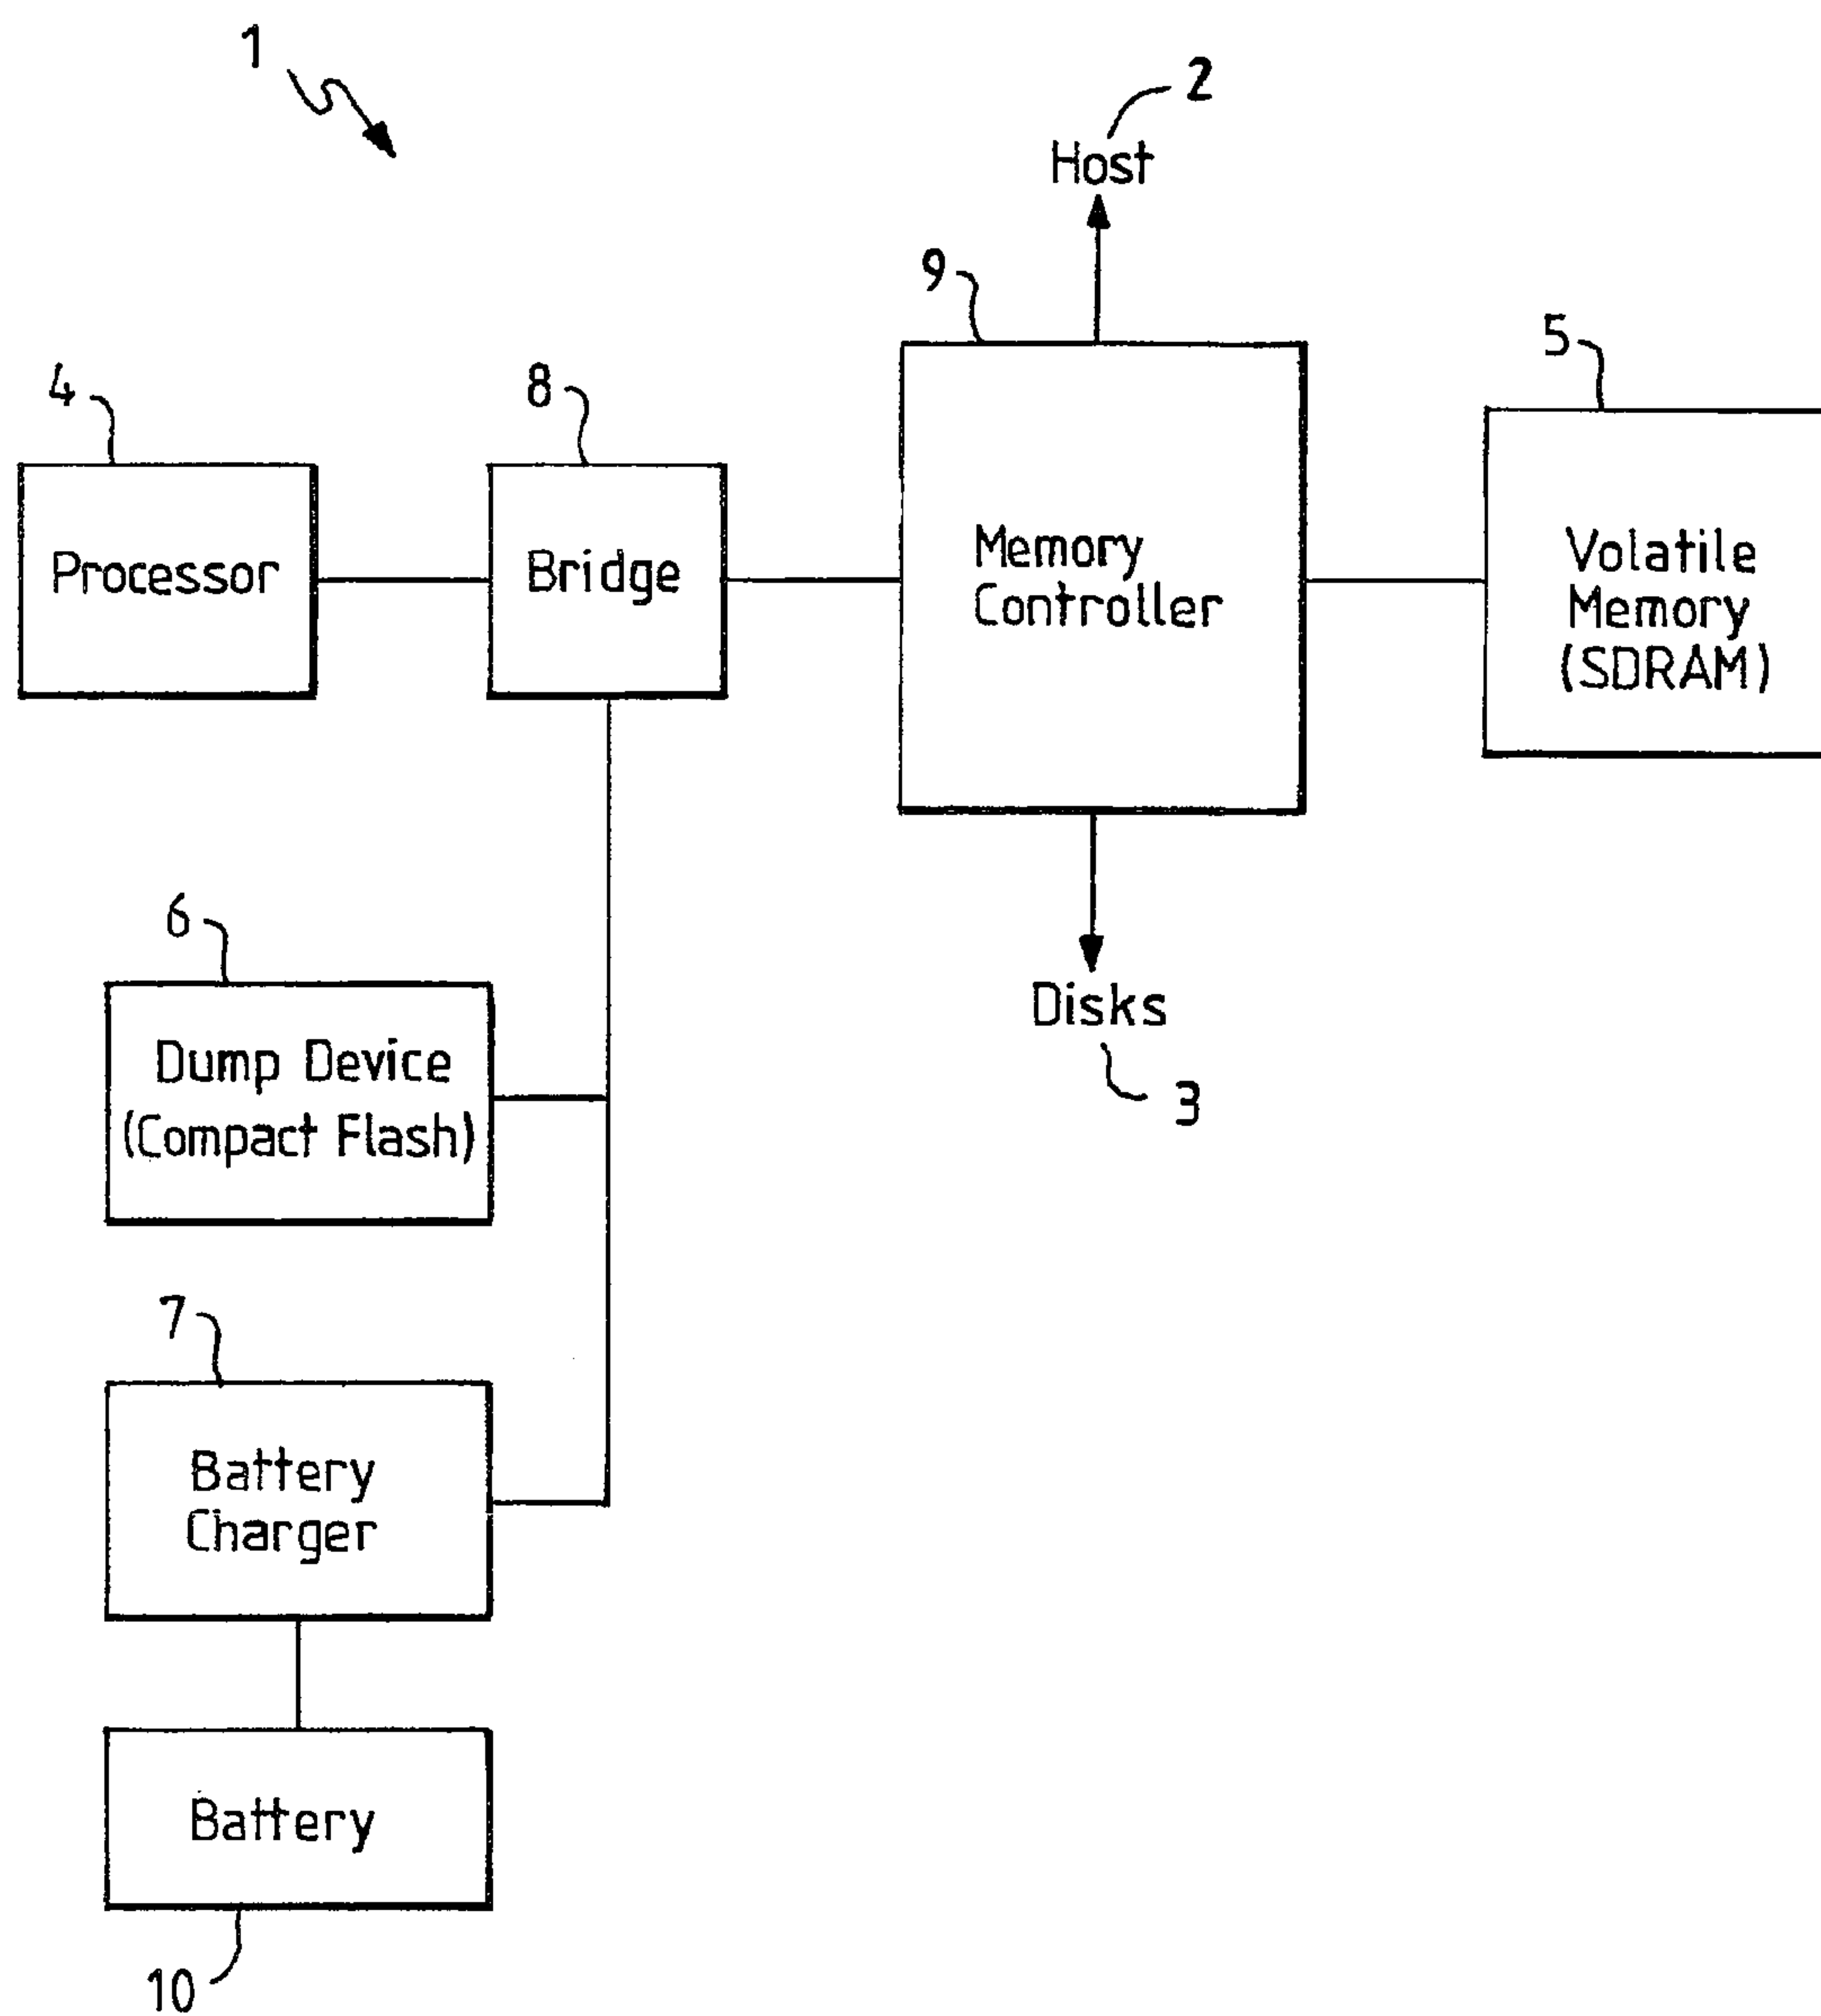 1
2
Host
9
5
4
8
Processor
Bridge
Memory
Controller
Volatile
Memory
(SDRAM)
6
Dump Device
(Compact Flash)
Disks
3
7
Battery
Charger
Battery
10